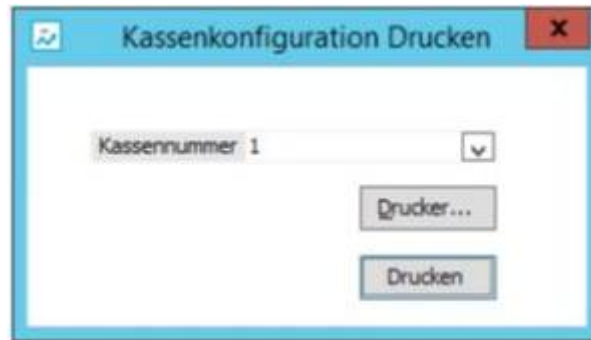 Kassenkonfiguration Drucken
Kassennummer 1
Drucker...
Drucken